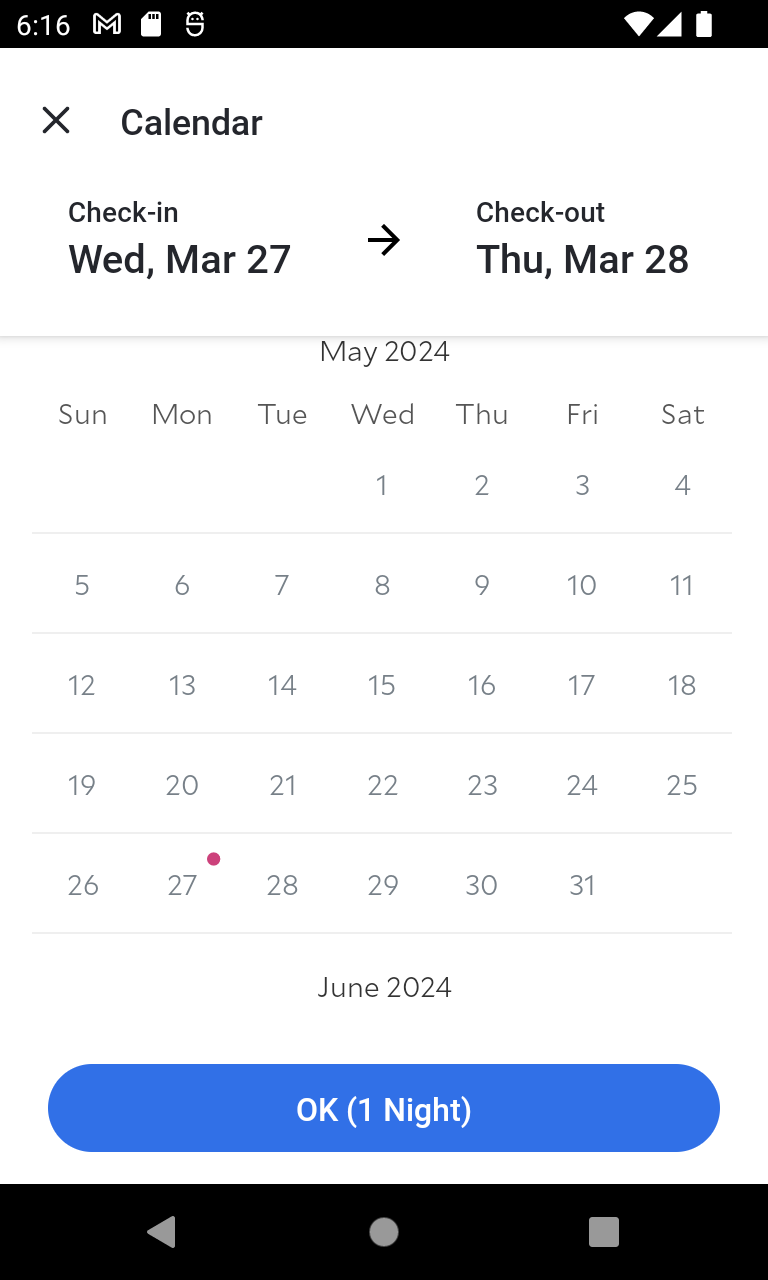 6:16
Calendar
Check-in
Wed, Mar 27
Check-out
Thu, Mar 28
May 2024
Sun Mon Tue Wed Thu Fri Sat
1 2 3 4
5 6 7 8 9 10 11
12 13 14 15 16 17 18
19 20 21 22 23 24 25
26 27 28 29 30 31
June 2024
OK (1 Night)